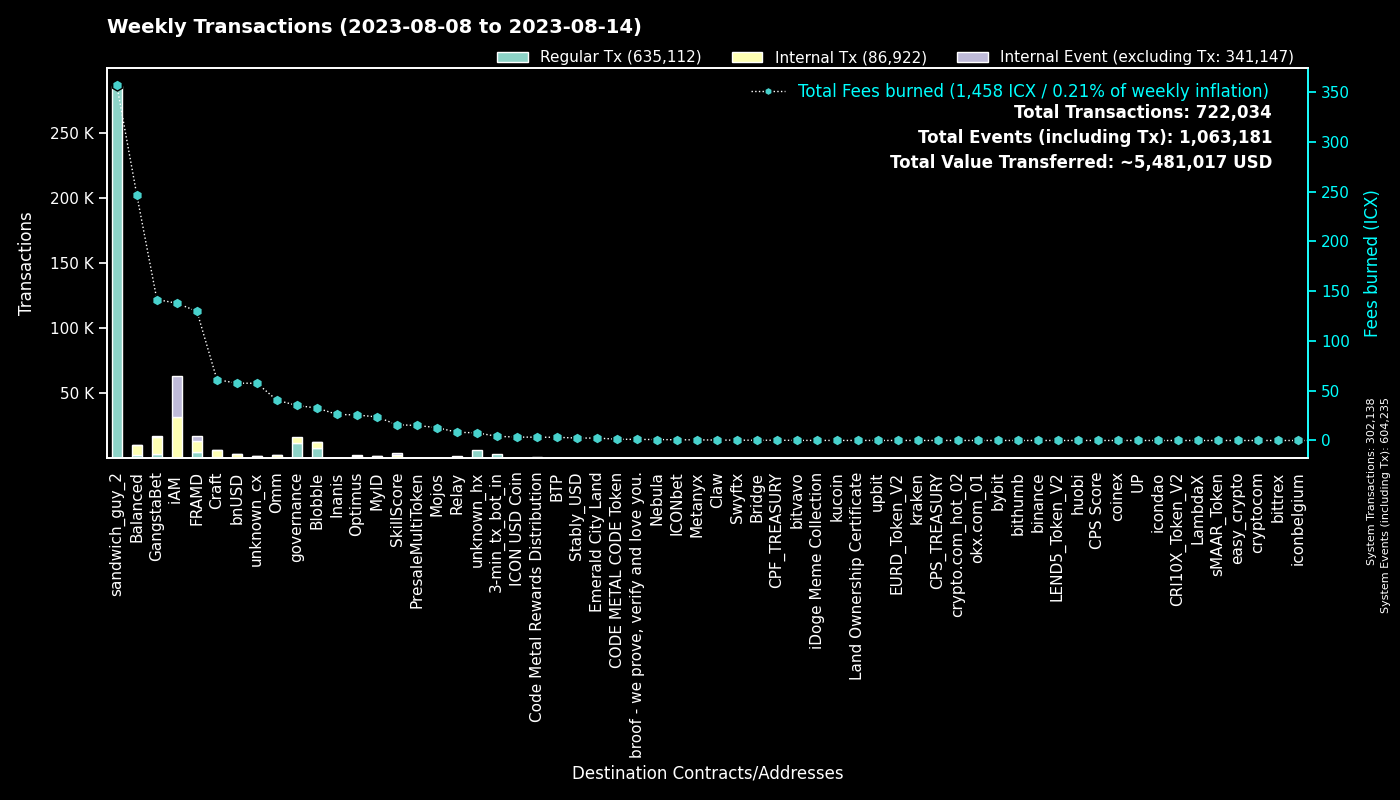 Weekly Transactions (2023-08-08 to 2023-08-14)
Regular Tx (635,112)
Internal Tx (86,922)
Internal Event (excluding Tx: 341,147)
Total Fees burned (1,458 ICX / 0.21% of weekly inflation)
Total Transactions: 722,034
Total Events (including Tx): 1,063,181
Total Value Transferred: ~5,481,017 USD
Transactions
250 K
200 K
150 K
100 K
50 K
350
300
250
200
150
100
50
0
Fees burned (ICX)
System Transactions: 302,138
System Events (including Tx): 604,235
sandwich_guy_2
Balanced
GangstaBet
iAM
FRAMD
Craft
bnUSD
unknown_cx
Omm
governance
Blobble
Inanis
Optimus
MyID
SkillScore
PresaleMultiToken
Mojos
Relay
unknown_hx
3-min_tx_bot_in
ICON USD Coin
Code Metal Rewards Distribution
BTP
Stably_USD
Emerald City Land
CODE METAL CODE Token
broof - we prove, verify and love you.
Nebula
ICONbet
Metanyx
Claw
Swyftx
Bridge
CPF_TREASURY
bitvavo
iDoge Meme Collection
kucoin
Land Ownership Certificate
upbit
EURD_Token_V2
kraken
CPS_TREASURY
crypto.com_hot_02
okx.com_01
bybit
bithumb
binance
LEND5_Token_V2
huobi
CPS Score
coinex
UP
icondao
CRI10X_Token_V2
LambdaX
sMAAR_Token
easy_crypto
cryptocom
bittrex
iconbelgium
Destination Contracts/Addresses